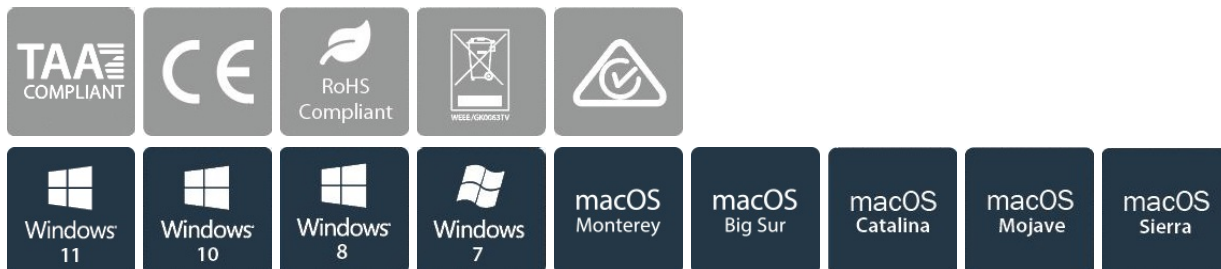 TAA
COMPLIANT
CE
RoHS
Compliant
WEEE/GK0063TV
Windows
11
Windows
10
Windows
8
Windows
7
macOS
Monterey
macOS
Big Sur
macOS
Catalina
macOS
Mojave
macOS
Sierra